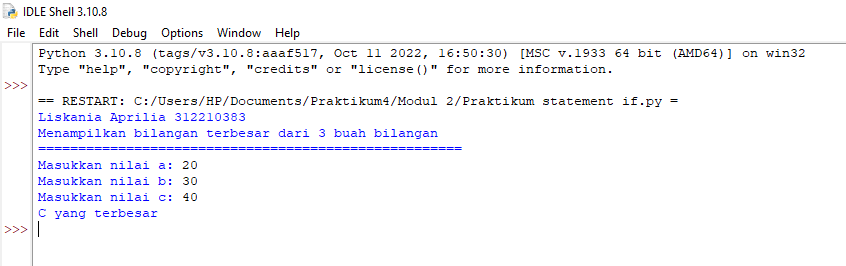 IDLE Shell 3.10.8
File Edit Shell Debug Options Window Help
Python 3.10.8 (tags/v3.10.8:aaaf517, Oct 11 2022, 16:50:30) [MSC v.1933 64 bit (AMD64)] on win32
Type "help", "copyright", "credits" or "license()" for more information.
>>>
== RESTART: C:/Users/HP/Documents/Praktikum4/Modul 2/Praktikum statement if.py =
Liskania Aprilia 312210383
Menampilkan bilangan terbesar dari 3 buah bilangan
=====================================================
Masukkan nilai a: 20
Masukkan nilai b: 30
Masukkan nilai c: 40
C yang terbesar
>>>